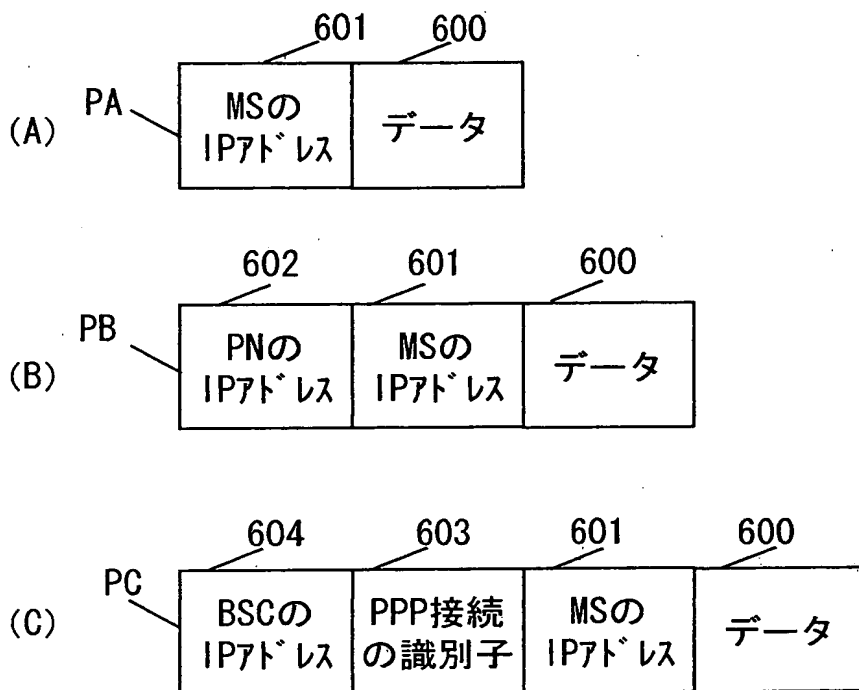 601 600
PA
(A)
MSの
IPアドレス
データ
602 601 600
PB
(B)
PNの
IPアドレス
MSの
IPアドレス
データ
604 603 601 600
PC
(C)
BSCの
IPアドレス
PPP接続
の識別子
MSの
IPアドレス
データ